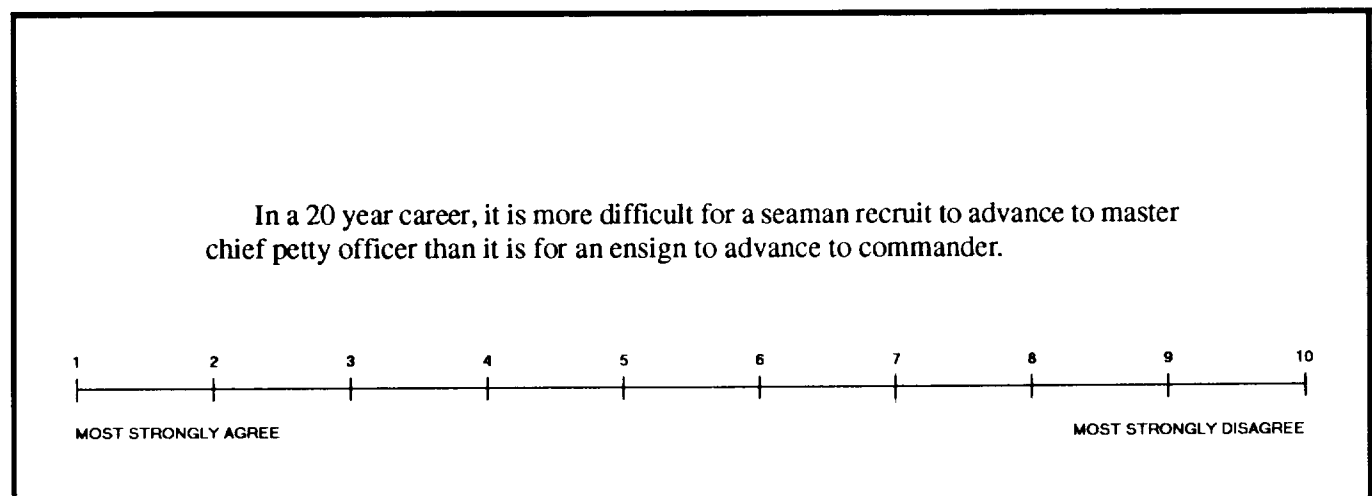 In a 20 year career, it is more difficult for a seaman recruit to advance to master
chief petty officer than it is for an ensign to advance to commander.
1 2 3 4 5 6 7 8 9 10
MOST STRONGLY AGREE MOST STRONGLY DISAGREE